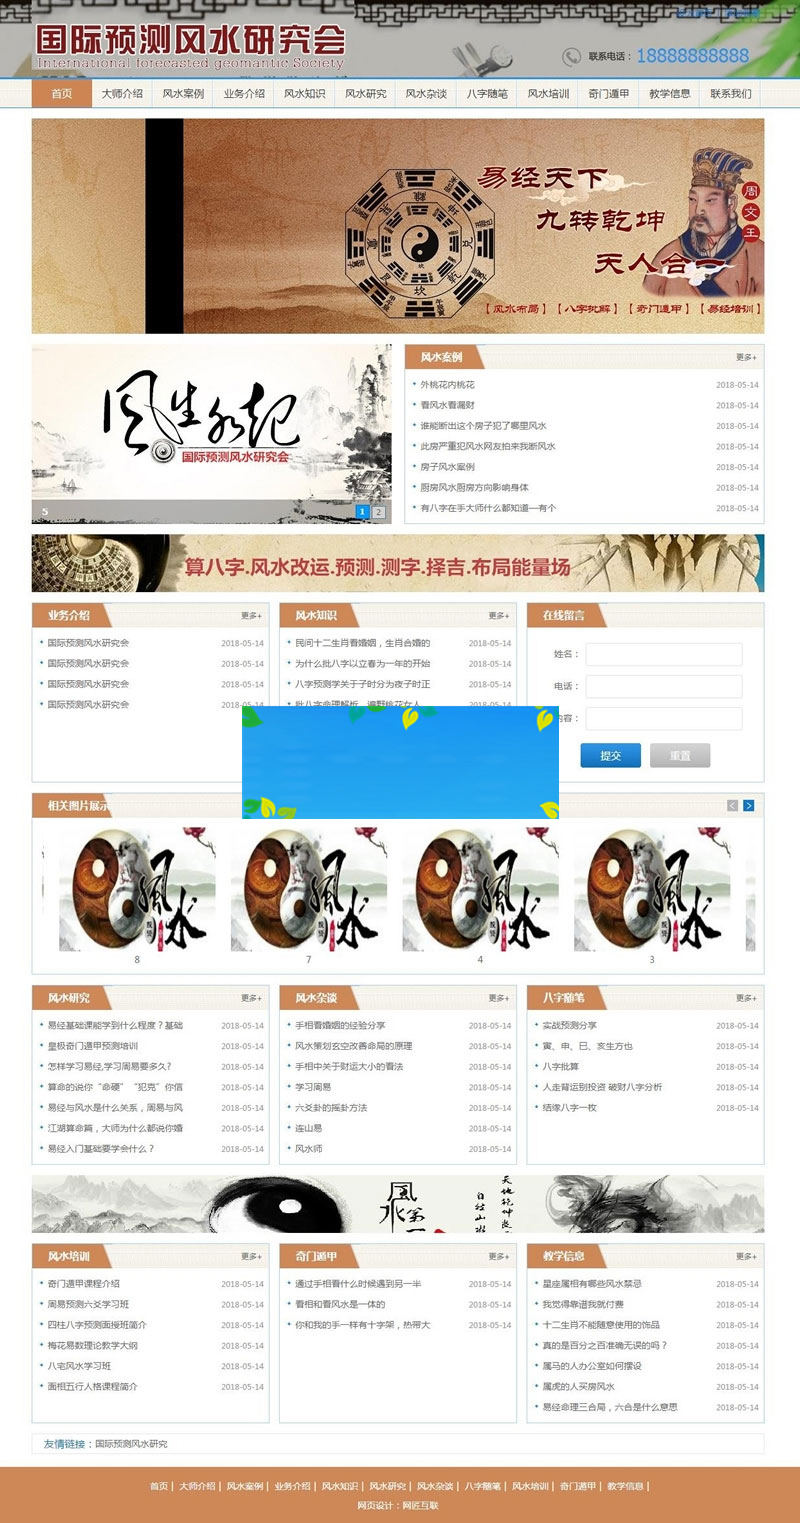 国际预测风水研究会
International forecasted geomantic Society
联系电话： 18888888888
首页 大师介绍 风水案例 业务介绍 风水知识 风水研究 风水杂谈 八字随笔 风水培训 奇门遁甲 教学信息 联系我们
易经天下
九转乾坤
天人合一
周文王
【风水布局】【八字批解】【奇门遁甲】【易经培训】
风生水起
国际预测风水研究会
5
1 2
风水案例 更多+
外桃花内桃花 2018-05-14
看风水看漏财 2018-05-14
谁能断出这个房子犯了哪里风水 2018-05-14
此房严重犯风水网友拍来我断风水 2018-05-14
房子风水案例 2018-05-14
厨房风水厨房方向影响身体 2018-05-14
有八字在手大师什么都知道—有个 2018-05-14
算八字.风水改运.预测.测字.择吉.布局能量场
业务介绍 更多+
国际预测风水研究会 2018-05-14
国际预测风水研究会 2018-05-14
国际预测风水研究会 2018-05-14
国际预测风水研究会 2018-05-14
风水知识 更多+
民间十二生肖看婚姻，生肖合婚的 2018-05-14
为什么批八字以立春为一年的开始 2018-05-14
八字预测学关于子时分为夜子时正 2018-05-14
在线留言
姓名：
电话：
内容：
提交 重置
相关图片展示
风水 风水 风水 风水
8 7 4 3
风水研究 更多+
易经基础课能学到什么程度？基础 2018-05-14
皇极奇门遁甲预测培训 2018-05-14
怎样学习易经,学习周易要多久? 2018-05-14
算命的说你“命硬”“犯克”你信 2018-05-14
易经与风水是什么关系，周易与风 2018-05-14
江湖算命篇，大师为什么都说你婚 2018-05-14
易经入门基础要学会什么？ 2018-05-14
风水杂谈 更多+
手相看婚姻的经验分享 2018-05-14
风水策划玄空改善命局的原理 2018-05-14
手相中关于财运大小的看法 2018-05-14
学习周易 2018-05-14
六爻卦的摇卦方法 2018-05-14
连山易 2018-05-14
风水师 2018-05-14
八字随笔 更多+
实战预测分享 2018-05-14
寅、申、巳、亥生方也 2018-05-14
八字批算 2018-05-14
人走背运别投资 破财八字分析 2018-05-14
结缘八字一枚 2018-05-14
風水第一
风水培训 更多+
奇门遁甲课程介绍 2018-05-14
周易预测六爻学习班 2018-05-14
四柱八字预测面授班简介 2018-05-14
梅花易数理论教学大纲 2018-05-14
八宅风水学习班 2018-05-14
面相五行人格课程简介 2018-05-14
奇门遁甲 更多+
通过手相看什么时候遇到另一半 2018-05-14
看相和看风水是一体的 2018-05-14
你和我的手一样有十字架，热带大 2018-05-14
教学信息 更多+
星座属相有哪些风水禁忌 2018-05-14
我觉得靠谱我就付费 2018-05-14
十二生肖不能随意使用的饰品 2018-05-14
真的是百分之百准确无误的吗？ 2018-05-14
属马的人办公室如何摆设 2018-05-14
属虎的人买房风水 2018-05-14
易经命理三合局，六合是什么意思 2018-05-14
友情链接：国际预测风水研究
首页 | 大师介绍 | 风水案例 | 业务介绍 | 风水知识 | 风水研究 | 风水杂谈 | 八字随笔 | 风水培训 | 奇门遁甲 | 教学信息 |
网页设计：网匠互联